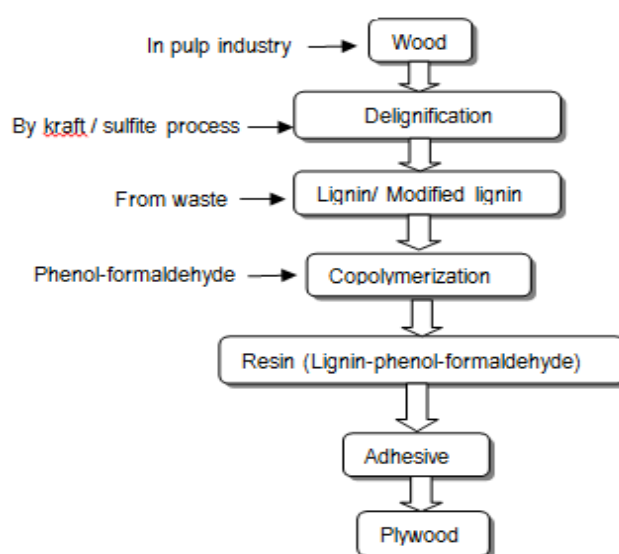 In pulp industry
Wood
By kraft / sulfite process
Delignification
From waste
Lignin/ Modified lignin
Phenol-formaldehyde
Copolymerization
Resin (Lignin-phenol-formaldehyde)
Adhesive
Plywood